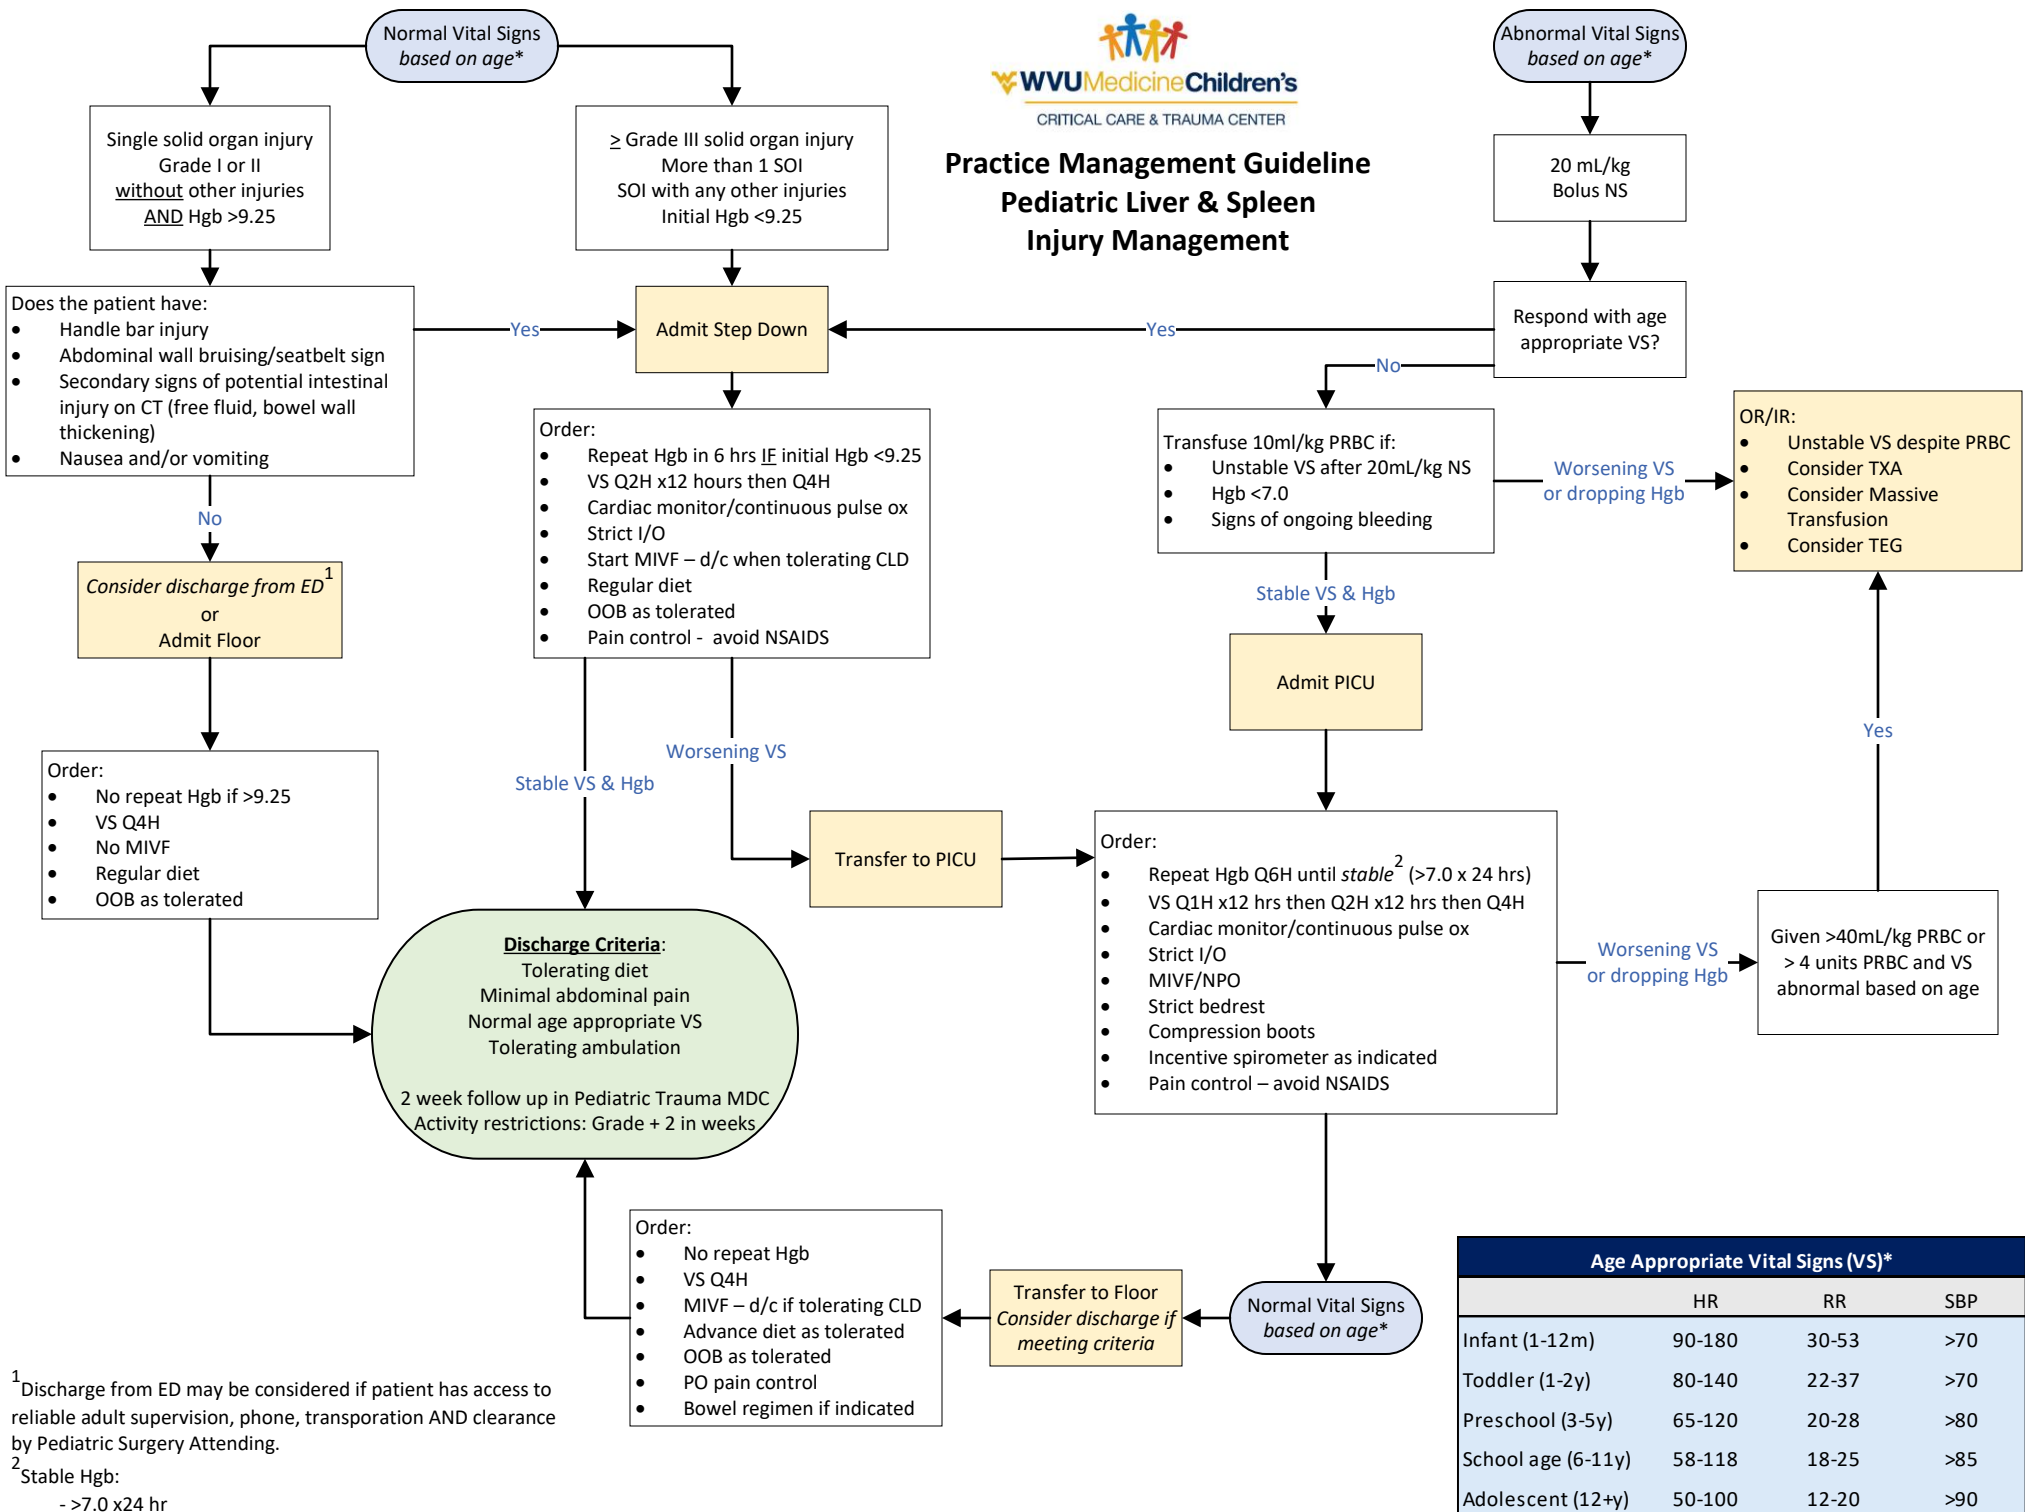 Normal Vital Signs
based on age*
WVUMedicineChildren's
CRITICAL CARE & TRAUMA CENTER
Practice Management Guideline
Pediatric Liver & Spleen
Injury Management
Abnormal Vital Signs
based on age*
Single solid organ injury
Grade I or II
without other injuries
AND Hgb >9.25
≥ Grade III solid organ injury
More than 1 SOI
SOI with any other injuries
Initial Hgb <9.25
20 mL/kg
Bolus NS
Does the patient have:
• Handle bar injury
• Abdominal wall bruising/seatbelt sign
• Secondary signs of potential intestinal
injury on CT (free fluid, bowel wall
thickening)
• Nausea and/or vomiting
Yes
Admit Step Down
Yes
Respond with age
appropriate VS?
No
No
Order:
• Repeat Hgb in 6 hrs IF initial Hgb <9.25
• VS Q2H x12 hours then Q4H
• Cardiac monitor/continuous pulse ox
• Strict I/O
• Start MIVF – d/c when tolerating CLD
• Regular diet
• OOB as tolerated
• Pain control - avoid NSAIDS
Transfuse 10ml/kg PRBC if:
• Unstable VS after 20mL/kg NS
• Hgb <7.0
• Signs of ongoing bleeding
Worsening VS
or dropping Hgb
OR/IR:
• Unstable VS despite PRBC
• Consider TXA
• Consider Massive
Transfusion
• Consider TEG
Consider discharge from ED1
or
Admit Floor
Stable VS & Hgb
Admit PICU
Yes
Order:
• No repeat Hgb if >9.25
• VS Q4H
• No MIVF
• Regular diet
• OOB as tolerated
Stable VS & Hgb
Worsening VS
Transfer to PICU
Order:
• Repeat Hgb Q6H until stable2 (>7.0 x 24 hrs)
• VS Q1H x12 hrs then Q2H x12 hrs then Q4H
• Cardiac monitor/continuous pulse ox
• Strict I/O
• MIVF/NPO
• Strict bedrest
• Compression boots
• Incentive spirometer as indicated
• Pain control – avoid NSAIDS
Worsening VS
or dropping Hgb
Given >40mL/kg PRBC or
> 4 units PRBC and VS
abnormal based on age
Discharge Criteria:
Tolerating diet
Minimal abdominal pain
Normal age appropriate VS
Tolerating ambulation
2 week follow up in Pediatric Trauma MDC
Activity restrictions: Grade + 2 in weeks
Order:
• No repeat Hgb
• VS Q4H
• MIVF – d/c if tolerating CLD
• Advance diet as tolerated
• OOB as tolerated
• PO pain control
• Bowel regimen if indicated
Transfer to Floor
Consider discharge if
meeting criteria
Normal Vital Signs
based on age*
Age Appropriate Vital Signs (VS)*
HR RR SBP
Infant (1-12m) 90-180 30-53 >70
Toddler (1-2y) 80-140 22-37 >70
Preschool (3-5y) 65-120 20-28 >80
School age (6-11y) 58-118 18-25 >85
Adolescent (12+y) 50-100 12-20 >90
1Discharge from ED may be considered if patient has access to
reliable adult supervision, phone, transporation AND clearance
by Pediatric Surgery Attending.
2Stable Hgb:
- >7.0 x24 hr